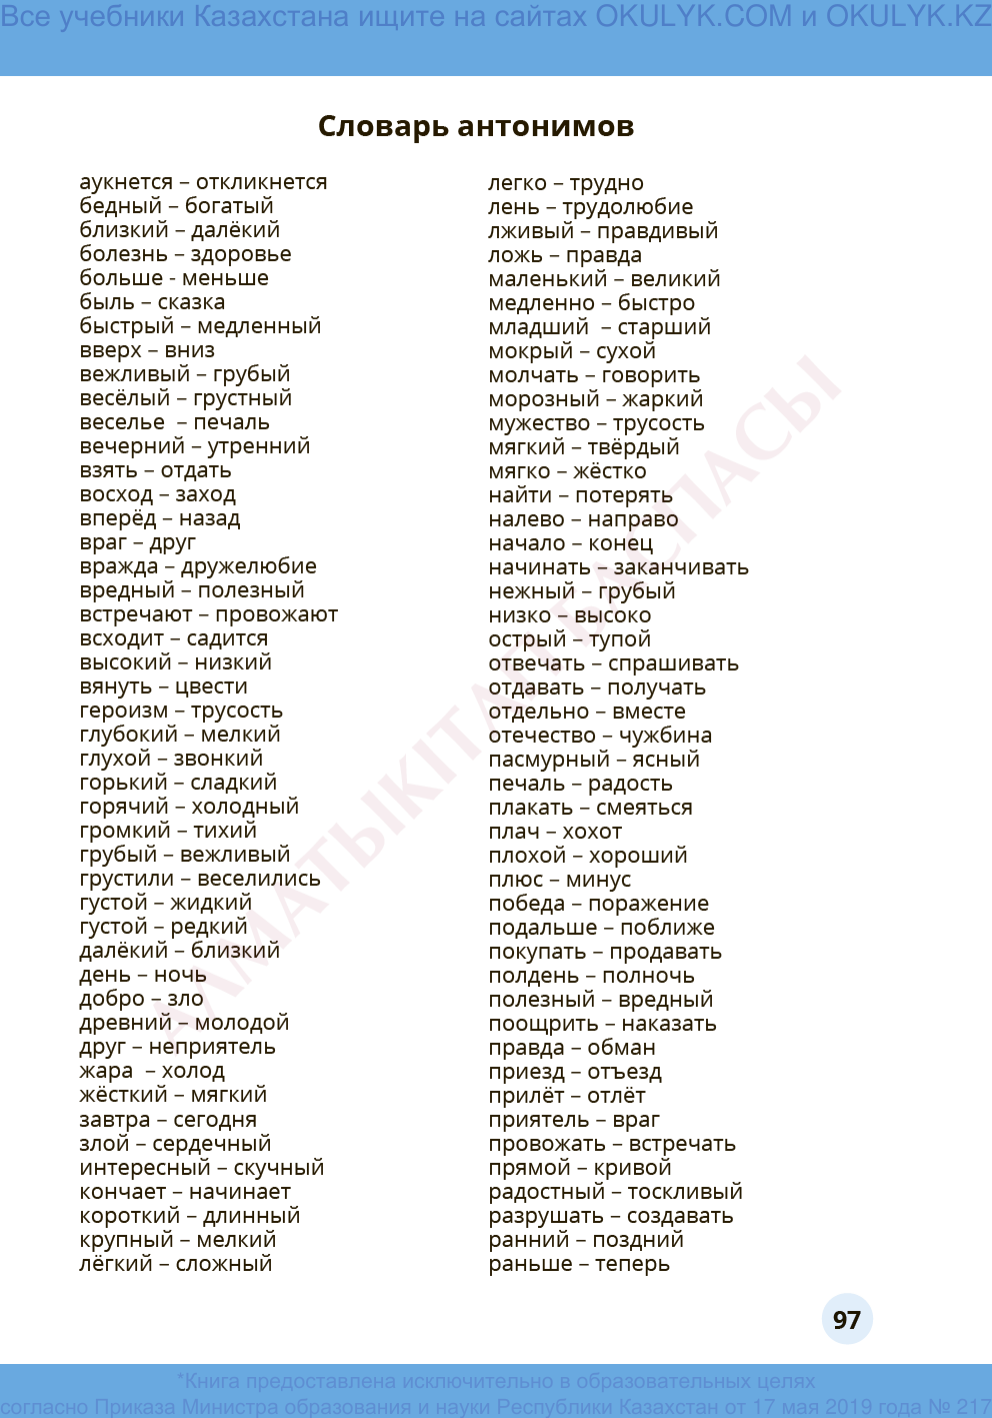 Все учебники Казахстана ищите на сайтах OKULYK.COM и OKULYK.KZ
Словарь антонимов
аукнется – откликнется
бедный – богатый
близкий – далёкий
болезнь – здоровье
больше - меньше
быль – сказка
быстрый – медленный
вверх – вниз
вежливый – грубый
весёлый – грустный
веселье – печаль
вечерний – утренний
взять – отдать
восход – заход
вперёд – назад
враг – друг
вражда – дружелюбие
вредный – полезный
встречают – провожают
всходит – садится
высокий – низкий
вянуть – цвести
героизм – трусость
глубокий – мелкий
глухой – звонкий
горький – сладкий
горячий – холодный
громкий – тихий
грубый – вежливый
грустили – веселились
густой – жидкий
густой – редкий
далёкий – близкий
день – ночь
добро – зло
древний – молодой
друг – неприятель
жара – холод
жёсткий – мягкий
завтра – сегодня
злой – сердечный
интересный – скучный
кончает – начинает
короткий – длинный
крупный – мелкий
лёгкий – сложный
легко – трудно
лень – трудолюбие
лживый – правдивый
ложь – правда
маленький – великий
медленно – быстро
младший – старший
мокрый – сухой
молчать – говорить
морозный – жаркий
мужество – трусость
мягкий – твёрдый
мягко – жёстко
найти – потерять
налево – направо
начало – конец
начинать – заканчивать
нежный – грубый
низко – высоко
острый – тупой
отвечать – спрашивать
отдавать – получать
отдельно – вместе
отечество – чужбина
пасмурный – ясный
печаль – радость
плакать – смеяться
плач – хохот
плохой – хороший
плюс – минус
победа – поражение
подальше – поближе
покупать – продавать
полдень – полночь
полезный – вредный
поощрить – наказать
правда – обман
приезд – отъезд
прилёт – отлёт
приятель – враг
провожать – встречать
прямой – кривой
радостный – тоскливый
разрушать – создавать
ранний – поздний
раньше – теперь
АЛМАТЫКІТАП БАСПАСЫ
97
*Книга предоставлена исключительно в образовательных целях
согласно Приказа Министра образования и науки Республики Казахстан от 17 мая 2019 года № 217